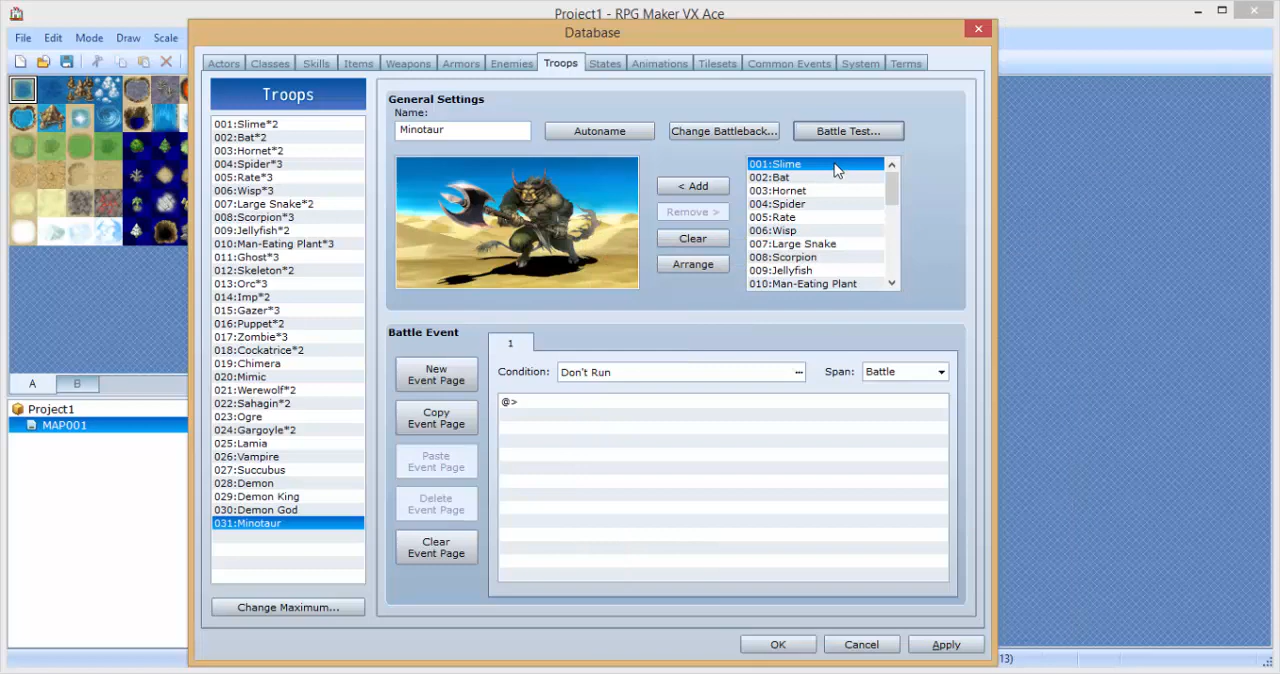 Project1 - RPG Maker VX Ace
File Edit Mode Draw Scale
Database
Actors Classes Skills Items Weapons Armors Enemies Troops States Animations Tilesets Common Events System Terms
Troops
001:Slime*2
002:Bat*2
003:Hornet*2
004:Spider*3
005:Rate*3
006:Wisp*3
007:Large Snake*2
008:Scorpion*3
009:Jellyfish*2
010:Man-Eating Plant*3
011:Ghost*3
012:Skeleton*2
013:Orc*3
014:Imp*2
015:Gazer*3
016:Puppet*2
017:Zombie*3
018:Cockatrice*2
019:Chimera
020:Mimic
021:Werewolf*2
022:Sahagin*2
023:Ogre
024:Gargoyle*2
025:Lamia
026:Vampire
027:Succubus
028:Demon
029:Demon King
030:Demon God
031:Minotaur
Change Maximum...
General Settings
Name:
Minotaur
Autoname
Change Battleback...
Battle Test...
< Add
Remove >
Clear
Arrange
001:Slime
002:Bat
003:Hornet
004:Spider
005:Rate
006:Wisp
007:Large Snake
008:Scorpion
009:Jellyfish
010:Man-Eating Plant
Battle Event
New
Event Page
Copy
Event Page
Paste
Event Page
Delete
Event Page
Clear
Event Page
1
Condition: Don't Run ... Span: Battle
@>
OK Cancel Apply
A B
Project1
MAP001
13)